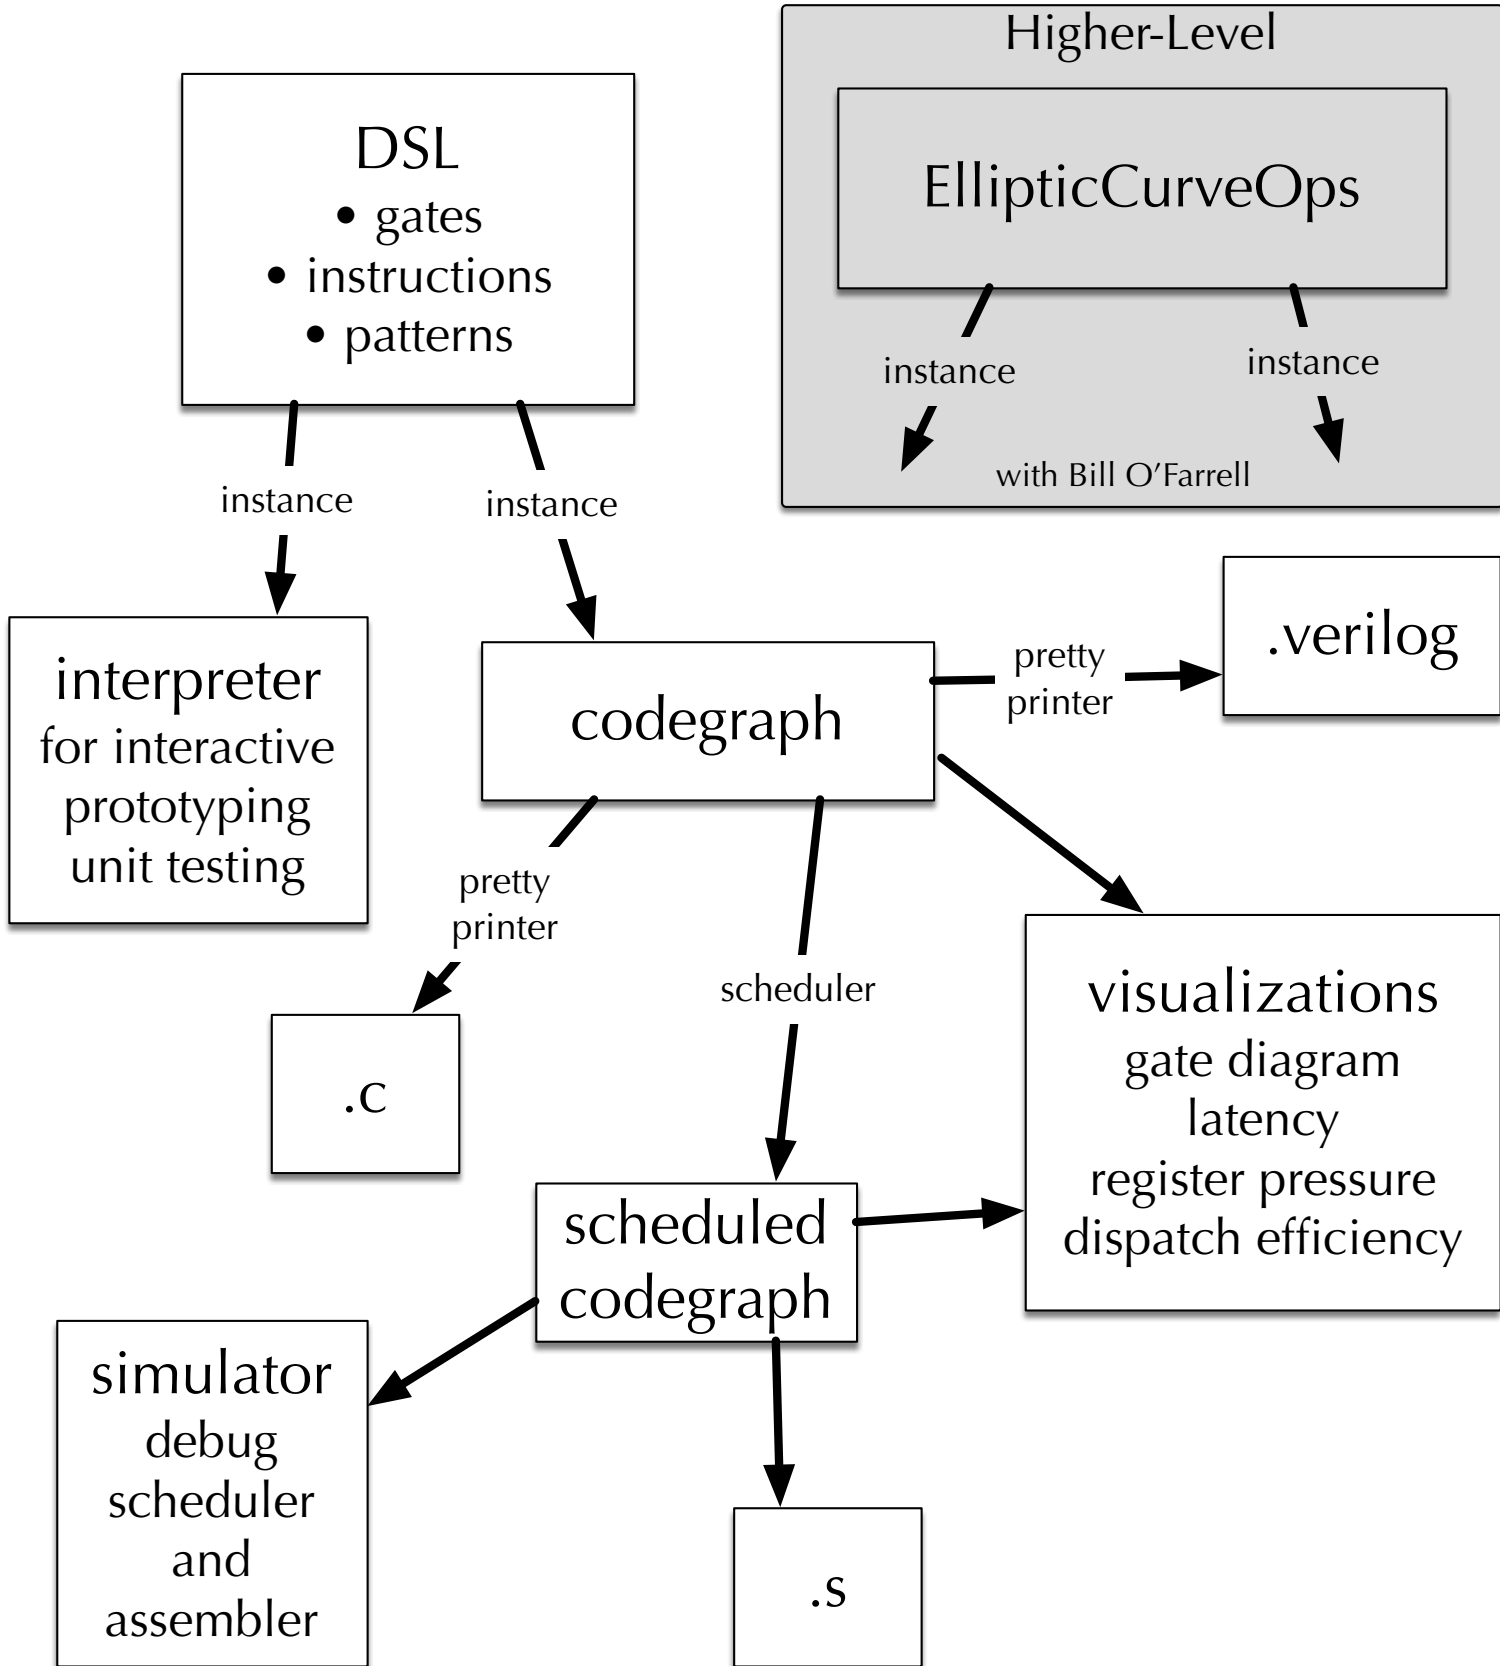 Higher-Level
EllipticCurveOps
instance
instance
with Bill O’Farrell
DSL
• gates
• instructions
• patterns
instance
instance
interpreter
for interactive
prototyping
unit testing
codegraph
pretty
printer
.verilog
pretty
printer
.c
scheduler
visualizations
gate diagram
latency
register pressure
dispatch efficiency
scheduled
codegraph
simulator
debug
scheduler
and
assembler
.s